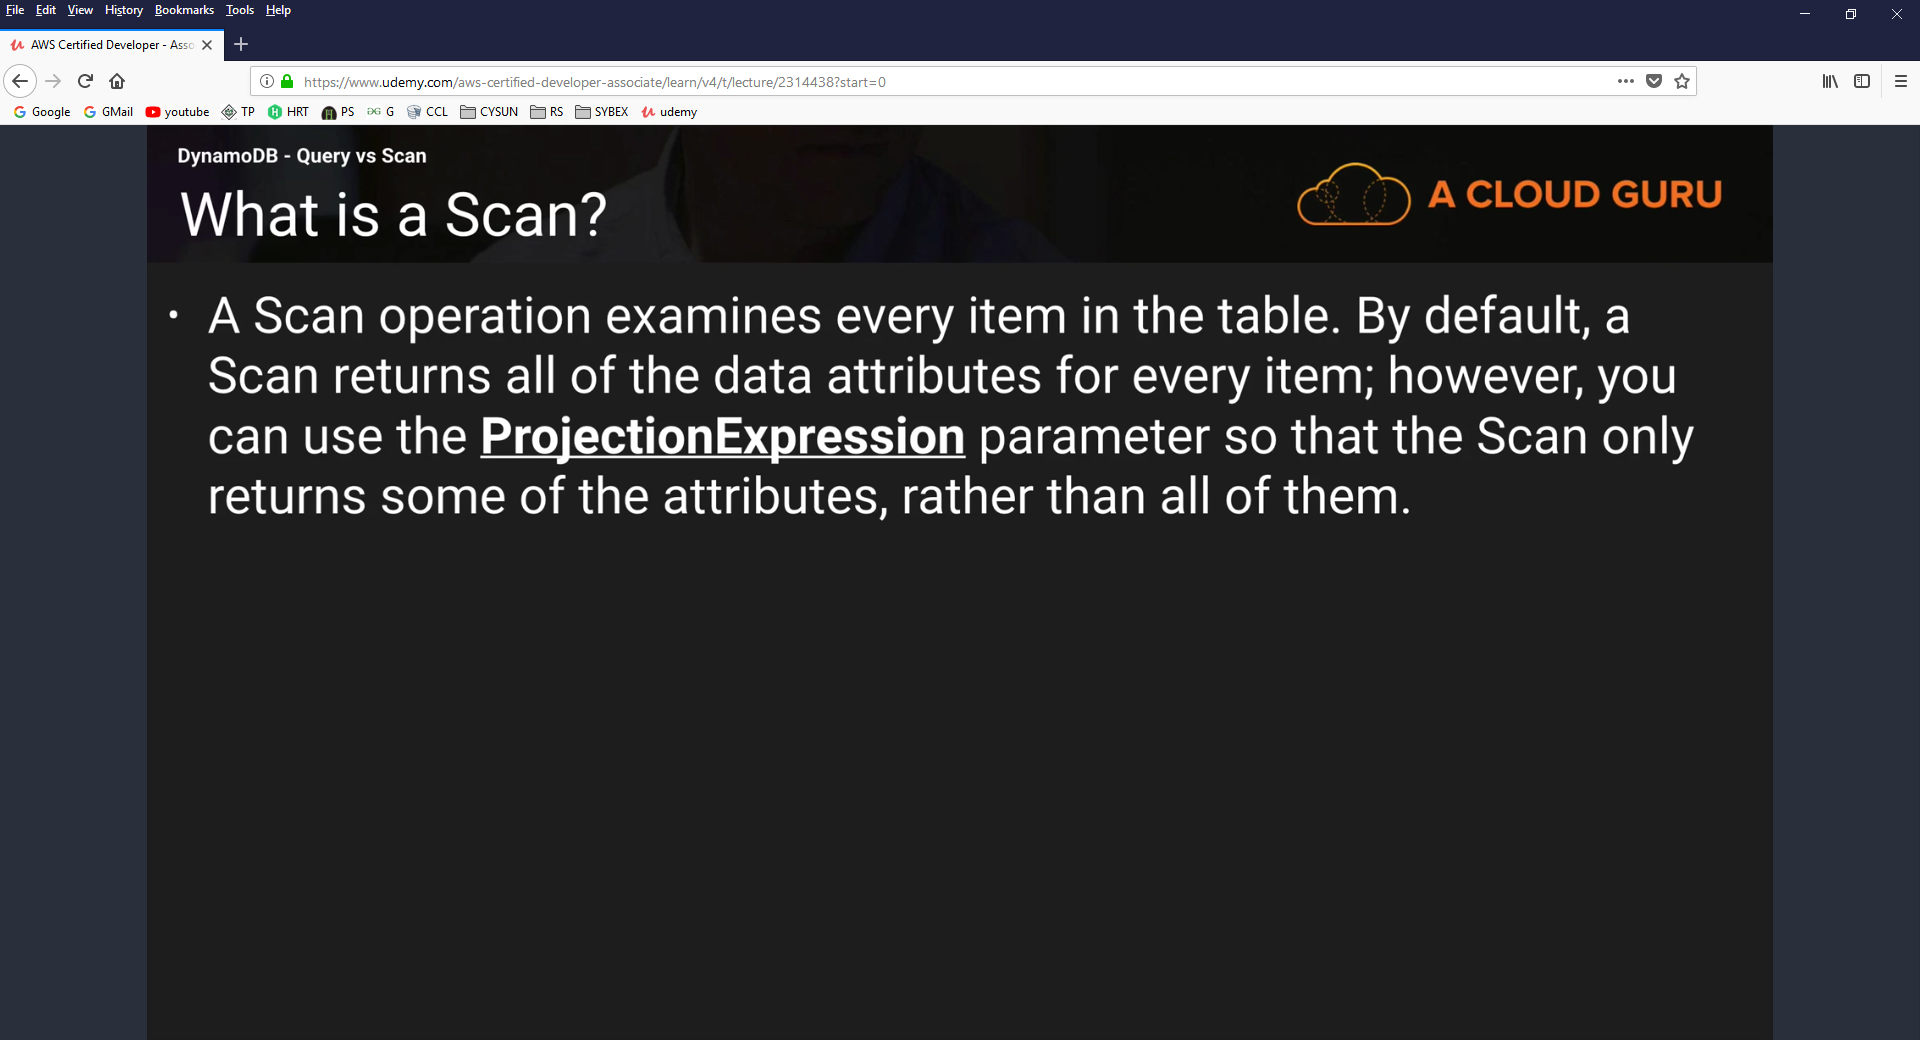 File Edit View History Bookmarks Tools Help
AWS Certified Developer - Asso
https://www.udemy.com/aws-certified-developer-associate/learn/v4/t/lecture/2314438?start=0
Google GMail youtube TP HRT PS G CCL CYSUN RS SYBEX udemy
DynamoDB - Query vs Scan
What is a Scan?
A CLOUD GURU
• A Scan operation examines every item in the table. By default, a
Scan returns all of the data attributes for every item; however, you
can use the ProjectionExpression parameter so that the Scan only
returns some of the attributes, rather than all of them.